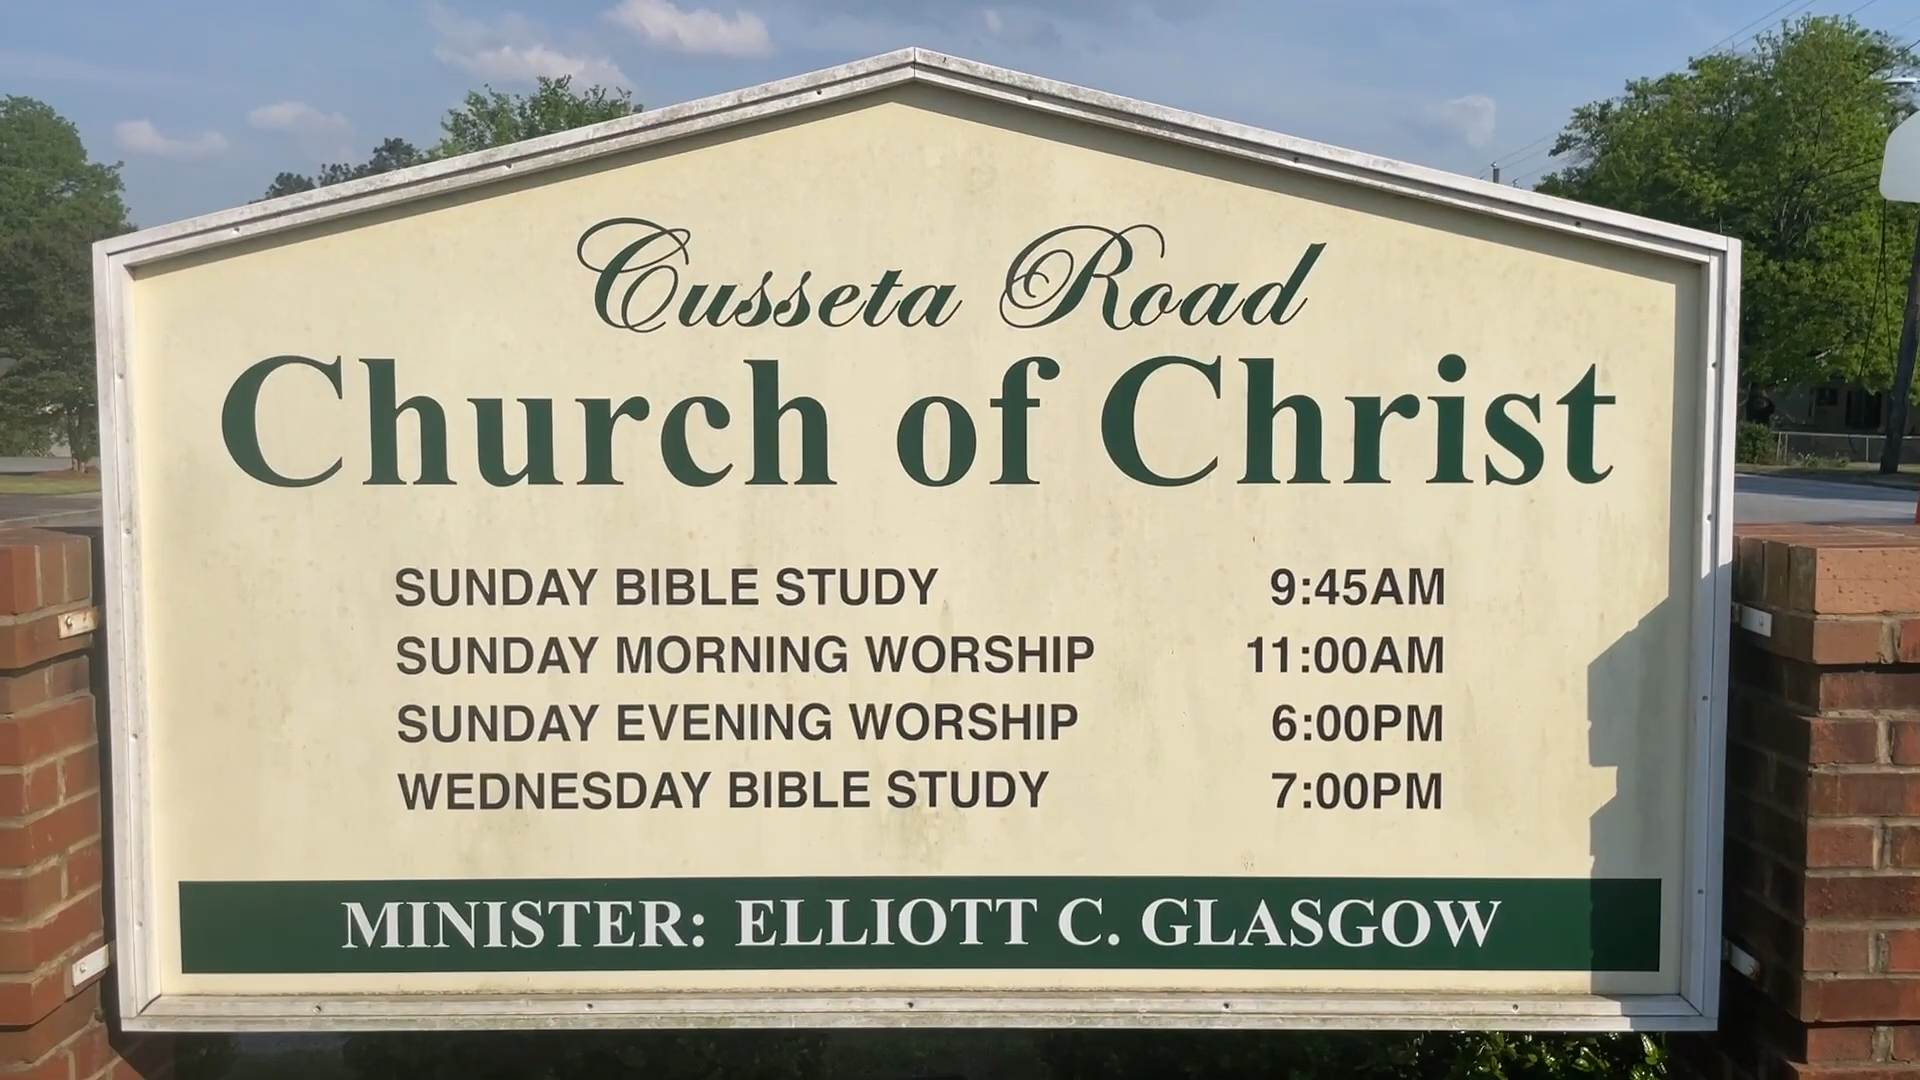 Cusseta Road
Church of Christ
SUNDAY BIBLE STUDY 9:45AM
SUNDAY MORNING WORSHIP 11:00AM
SUNDAY EVENING WORSHIP 6:00PM
WEDNESDAY BIBLE STUDY 7:00PM
MINISTER: ELLIOTT C. GLASGOW